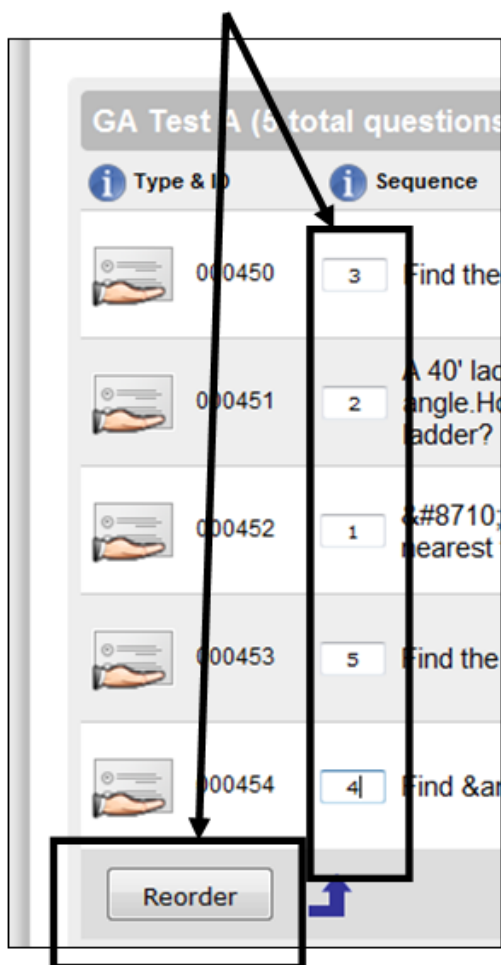 GA Test A (5 total questions
Type & ID
Sequence
000450
3
Find the
000451
2
A 40' lad
angle.Ho
ladder?
000452
1
&#8710;
nearest
000453
5
Find the
000454
4
Find &an
Reorder